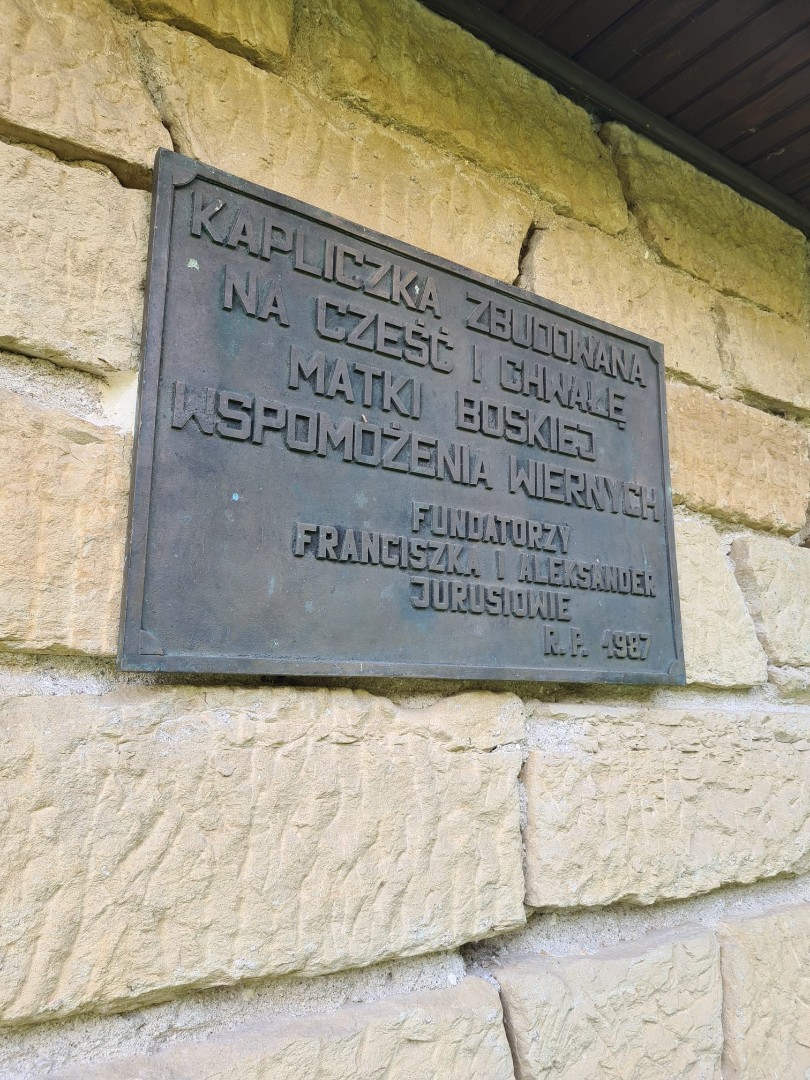 KAPLICZKA ZBUDOWANA
NA CZEŚĆ I CHWAŁĘ
MATKI BOSKIEJ
WSPOMOŻENIA WIERNYCH
FUNDATORZY
FRANCISZKA I ALEKSANDER
JURUSIOWIE
R.P. 1987